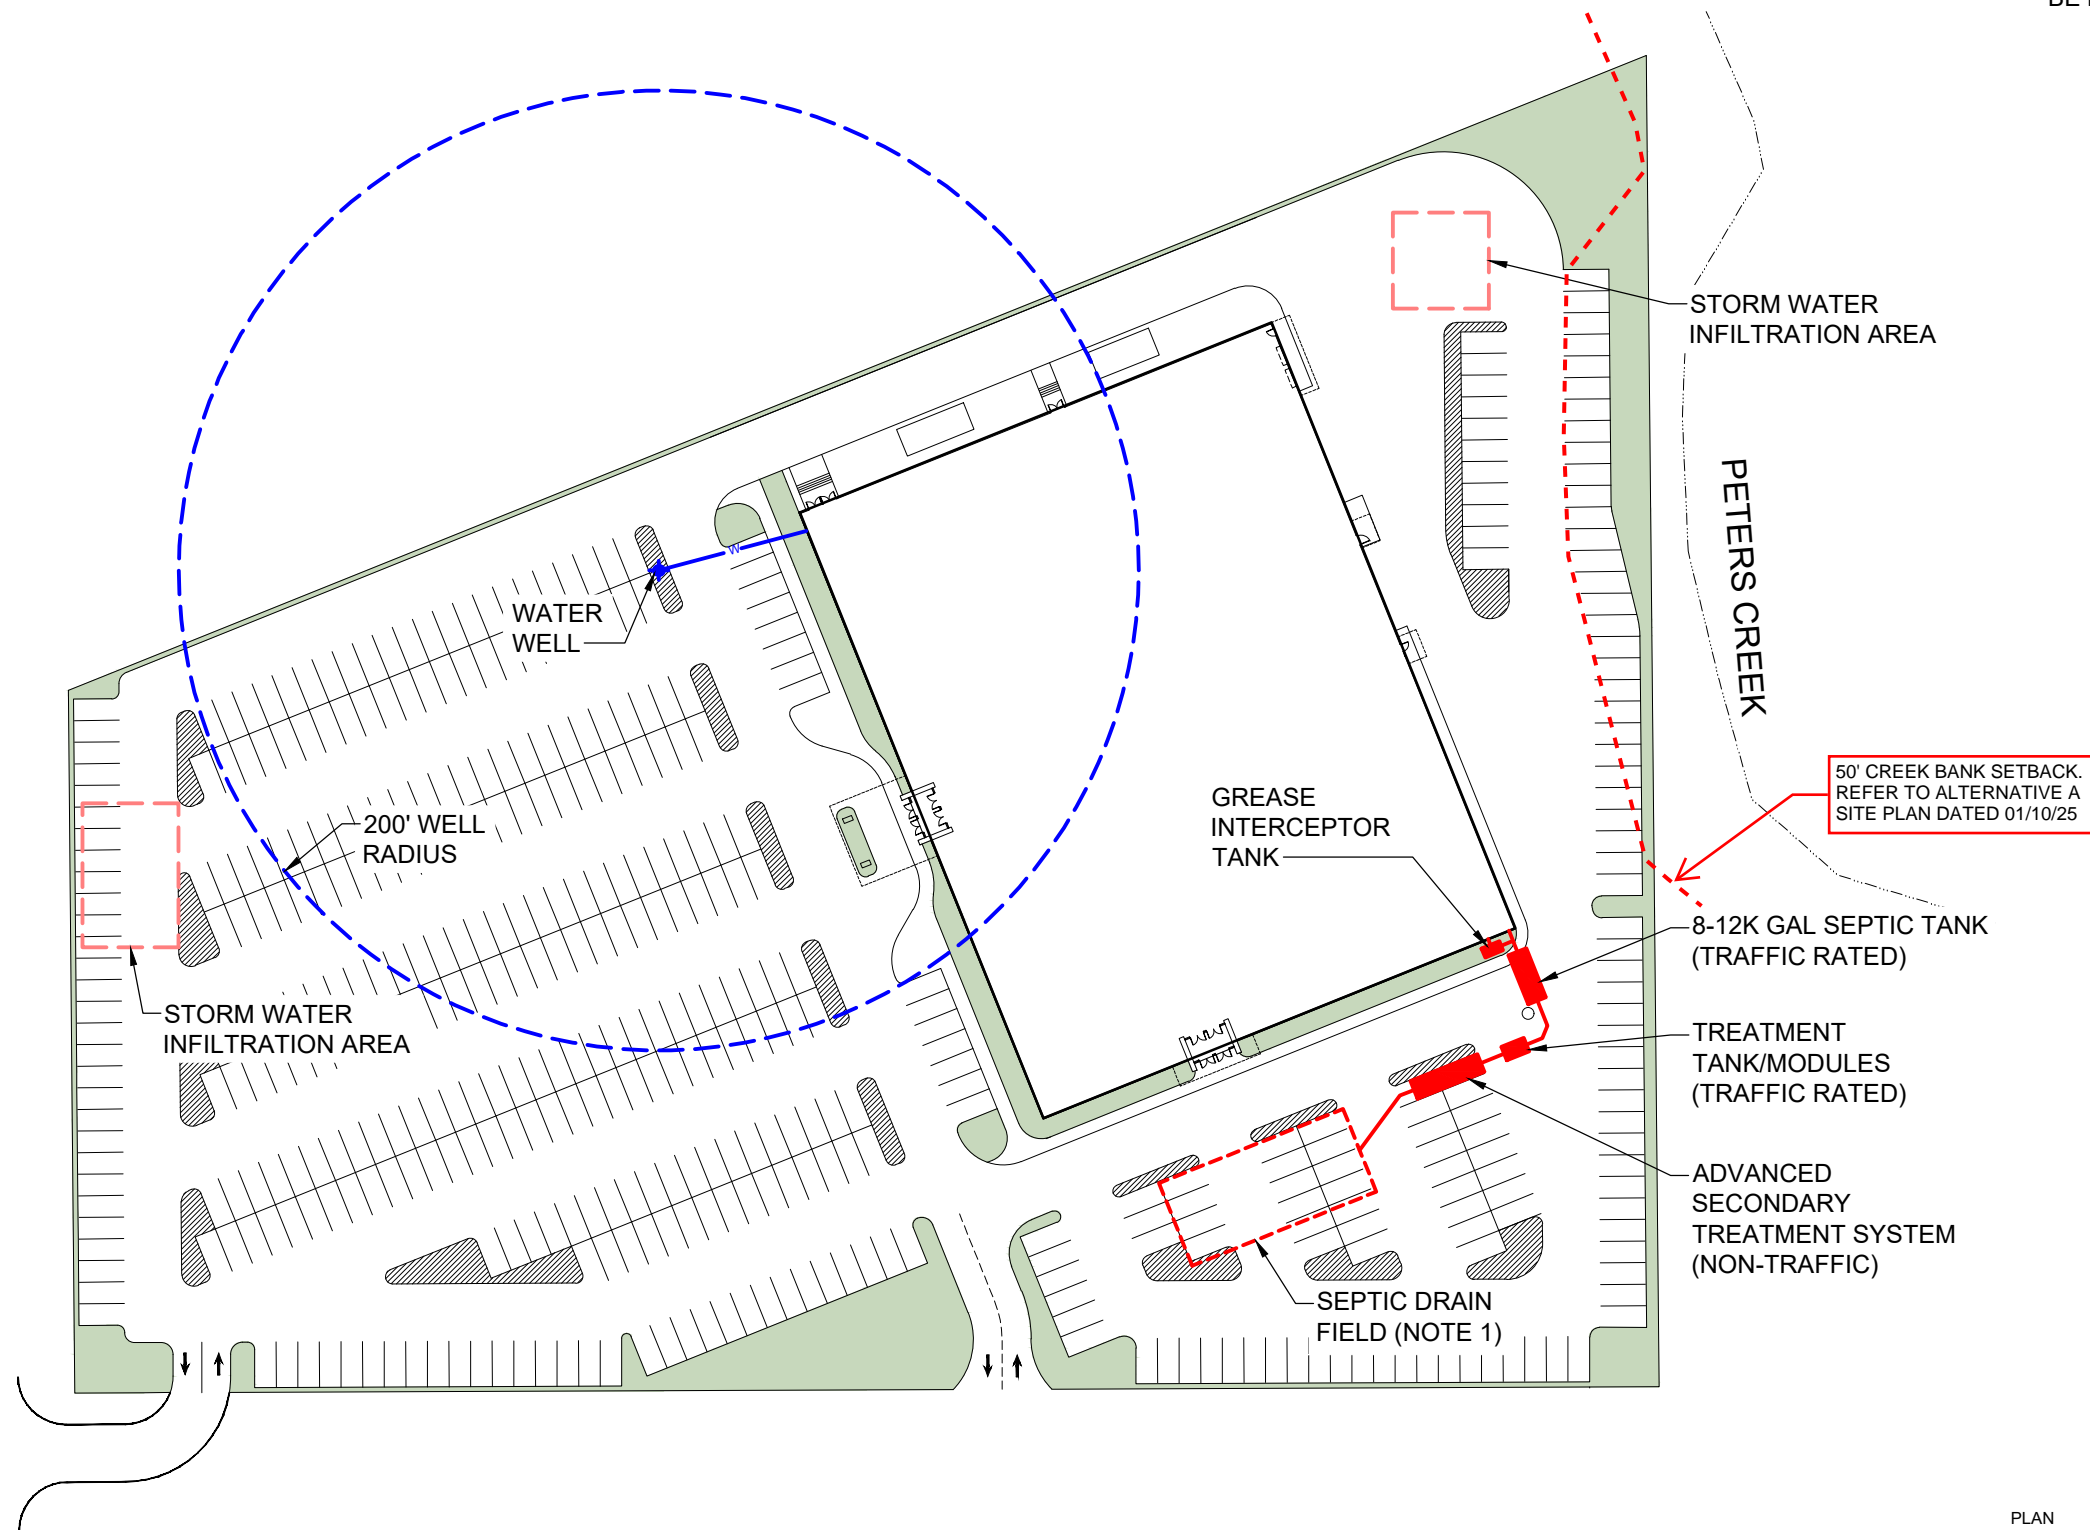 STORM WATER
INFILTRATION AREA
PETERS CREEK
W
WATER
WELL
50' CREEK BANK SETBACK.
REFER TO ALTERNATIVE A
SITE PLAN DATED 01/10/25
GREASE
INTERCEPTOR
TANK
200' WELL
RADIUS
8-12K GAL SEPTIC TANK
(TRAFFIC RATED)
STORM WATER
INFILTRATION AREA
TREATMENT
TANK/MODULES
(TRAFFIC RATED)
ADVANCED
SECONDARY
TREATMENT SYSTEM
(NON-TRAFFIC)
SEPTIC DRAIN
FIELD (NOTE 1)
PLAN